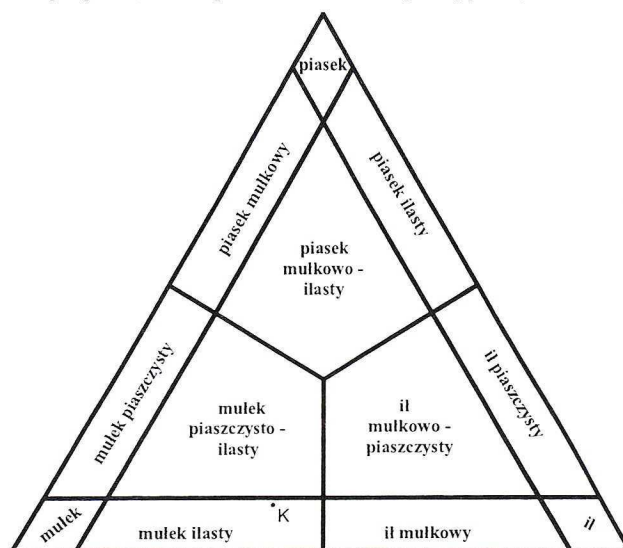 piasek
piasek mułkowy
piasek ilasty
piasek
mułkowo -
ilasty
mułek piaszczysty
ił piaszczysty
mułek
piaszczysto -
ilasty
ił
mułkowo -
piaszczysty
K
mułek
mułek ilasty
ił mułkowy
ił